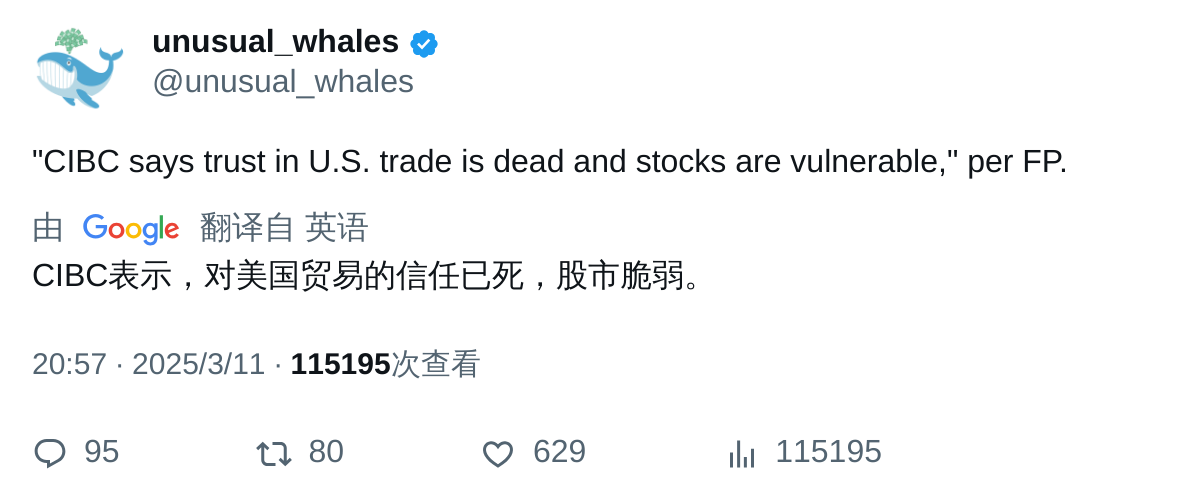 unusual_whales
@unusual_whales
"CIBC says trust in U.S. trade is dead and stocks are vulnerable," per FP.
由 Google 翻译自 英语
CIBC表示，对美国贸易的信任已死，股市脆弱。
20:57 · 2025/3/11 · 115195次查看
95 80 629 115195